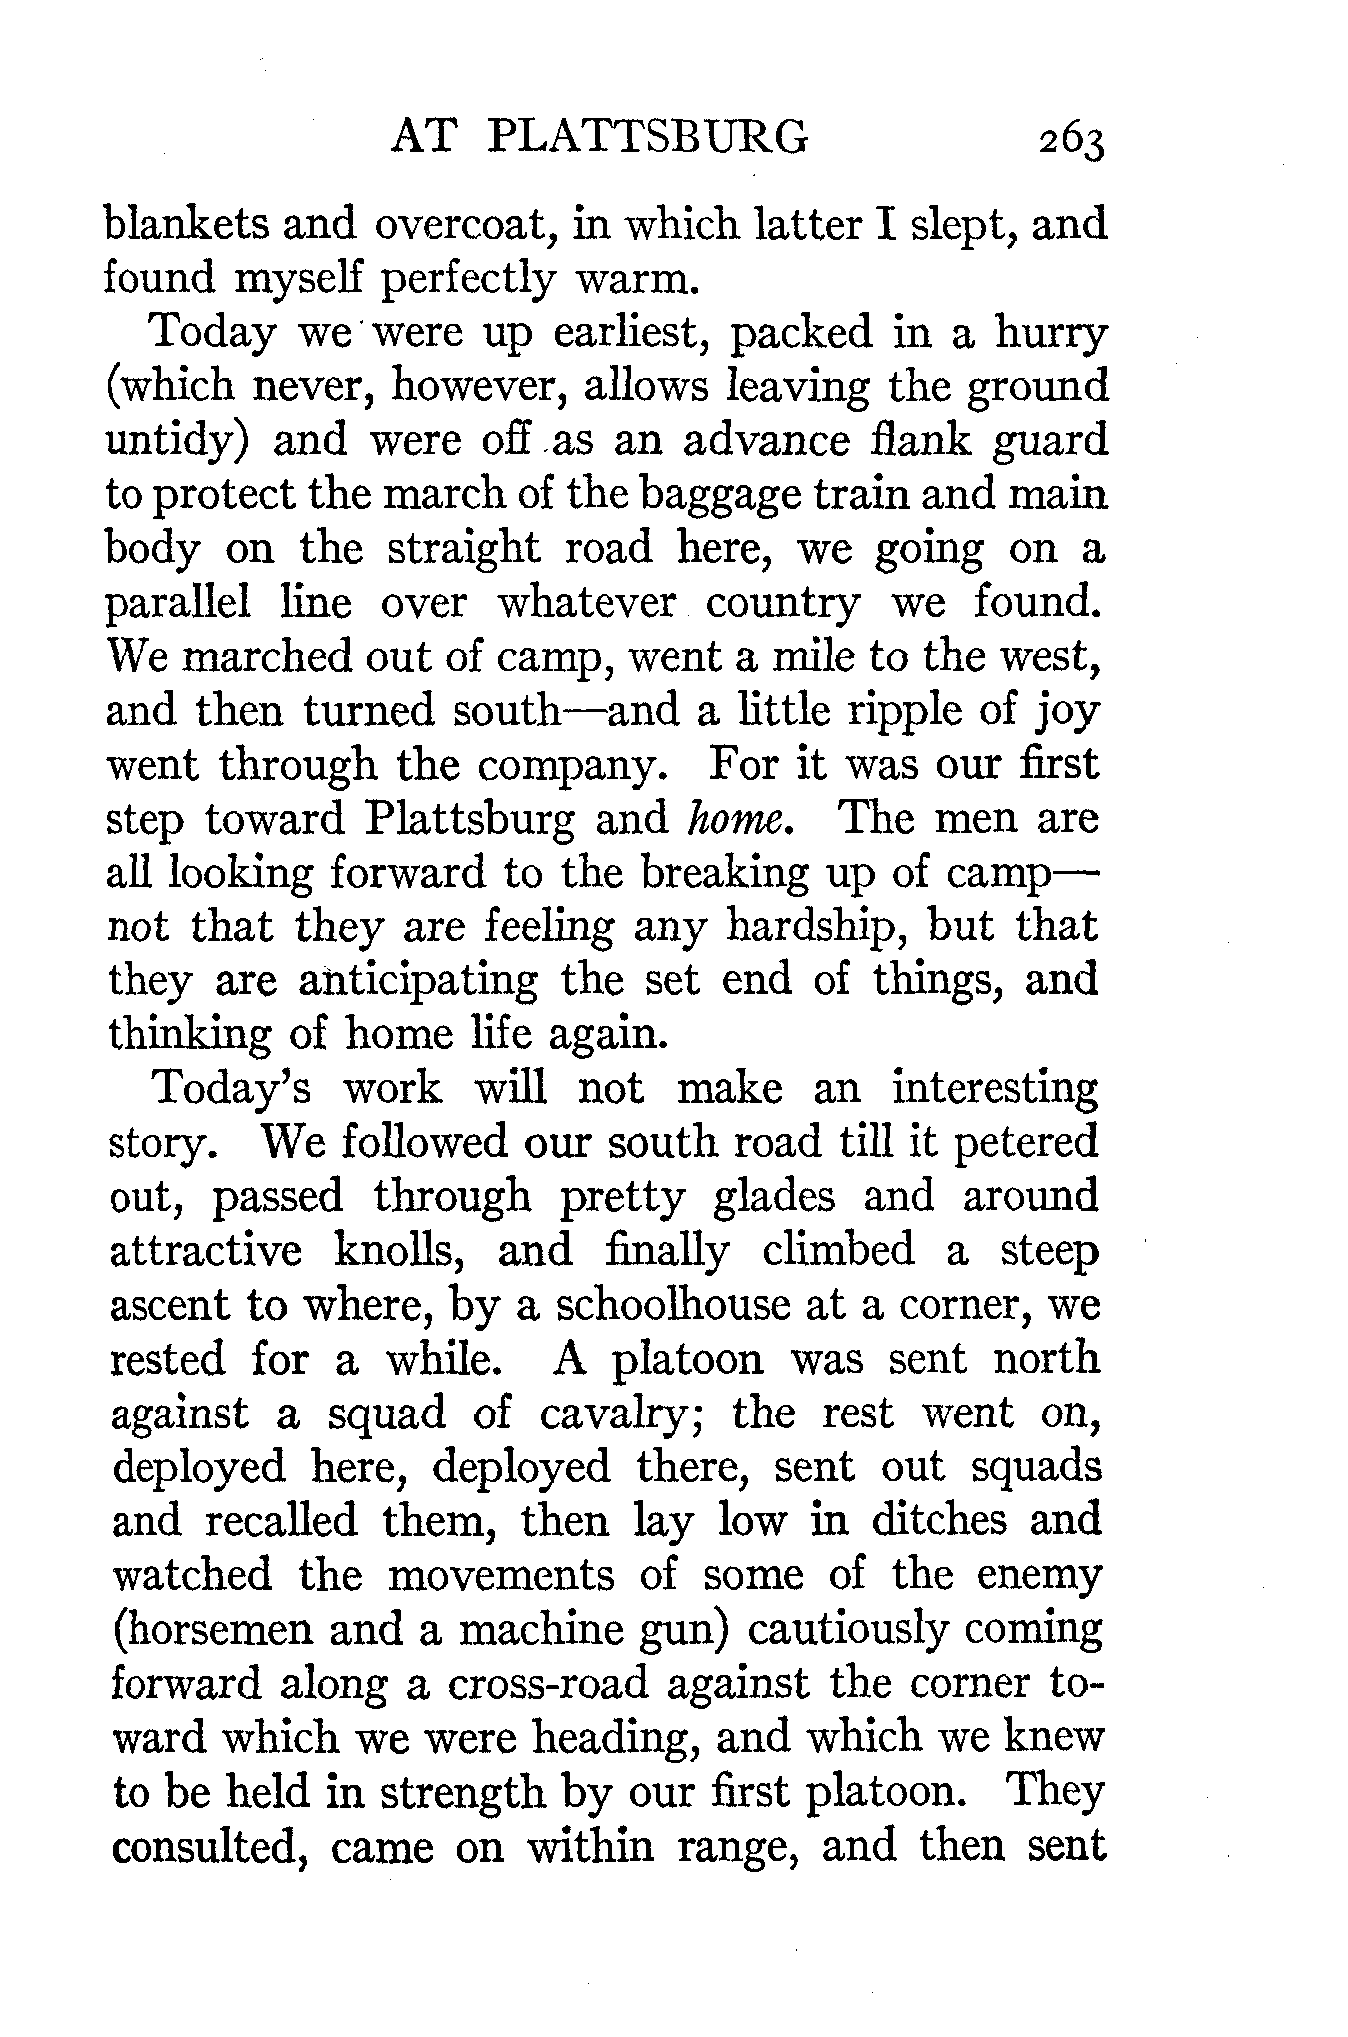 AT PLATTSBURG 263
blankets and overcoat, in which latter I slept, and
found myself perfectly warm.
Today we were up earliest, packed in a hurry
(which never, however, allows leaving the ground
untidy) and were off as an advance flank guard
to protect the march of the baggage train and main
body on the straight road here, we going on a
parallel line over whatever country we found.
We marched out of camp, went a mile to the west,
and then turned south—and a little ripple of joy
went through the company. For it was our first
step toward Plattsburg and home. The men are
all looking forward to the breaking up of camp—
not that they are feeling any hardship, but that
they are anticipating the set end of things, and
thinking of home life again.
Today's work will not make an interesting
story. We followed our south road till it petered
out, passed through pretty glades and around
attractive knolls, and finally climbed a steep
ascent to where, by a schoolhouse at a corner, we
rested for a while. A platoon was sent north
against a squad of cavalry; the rest went on,
deployed here, deployed there, sent out squads
and recalled them, then lay low in ditches and
watched the movements of some of the enemy
(horsemen and a machine gun) cautiously coming
forward along a cross-road against the corner to-
ward which we were heading, and which we knew
to be held in strength by our first platoon. They
consulted, came on within range, and then sent